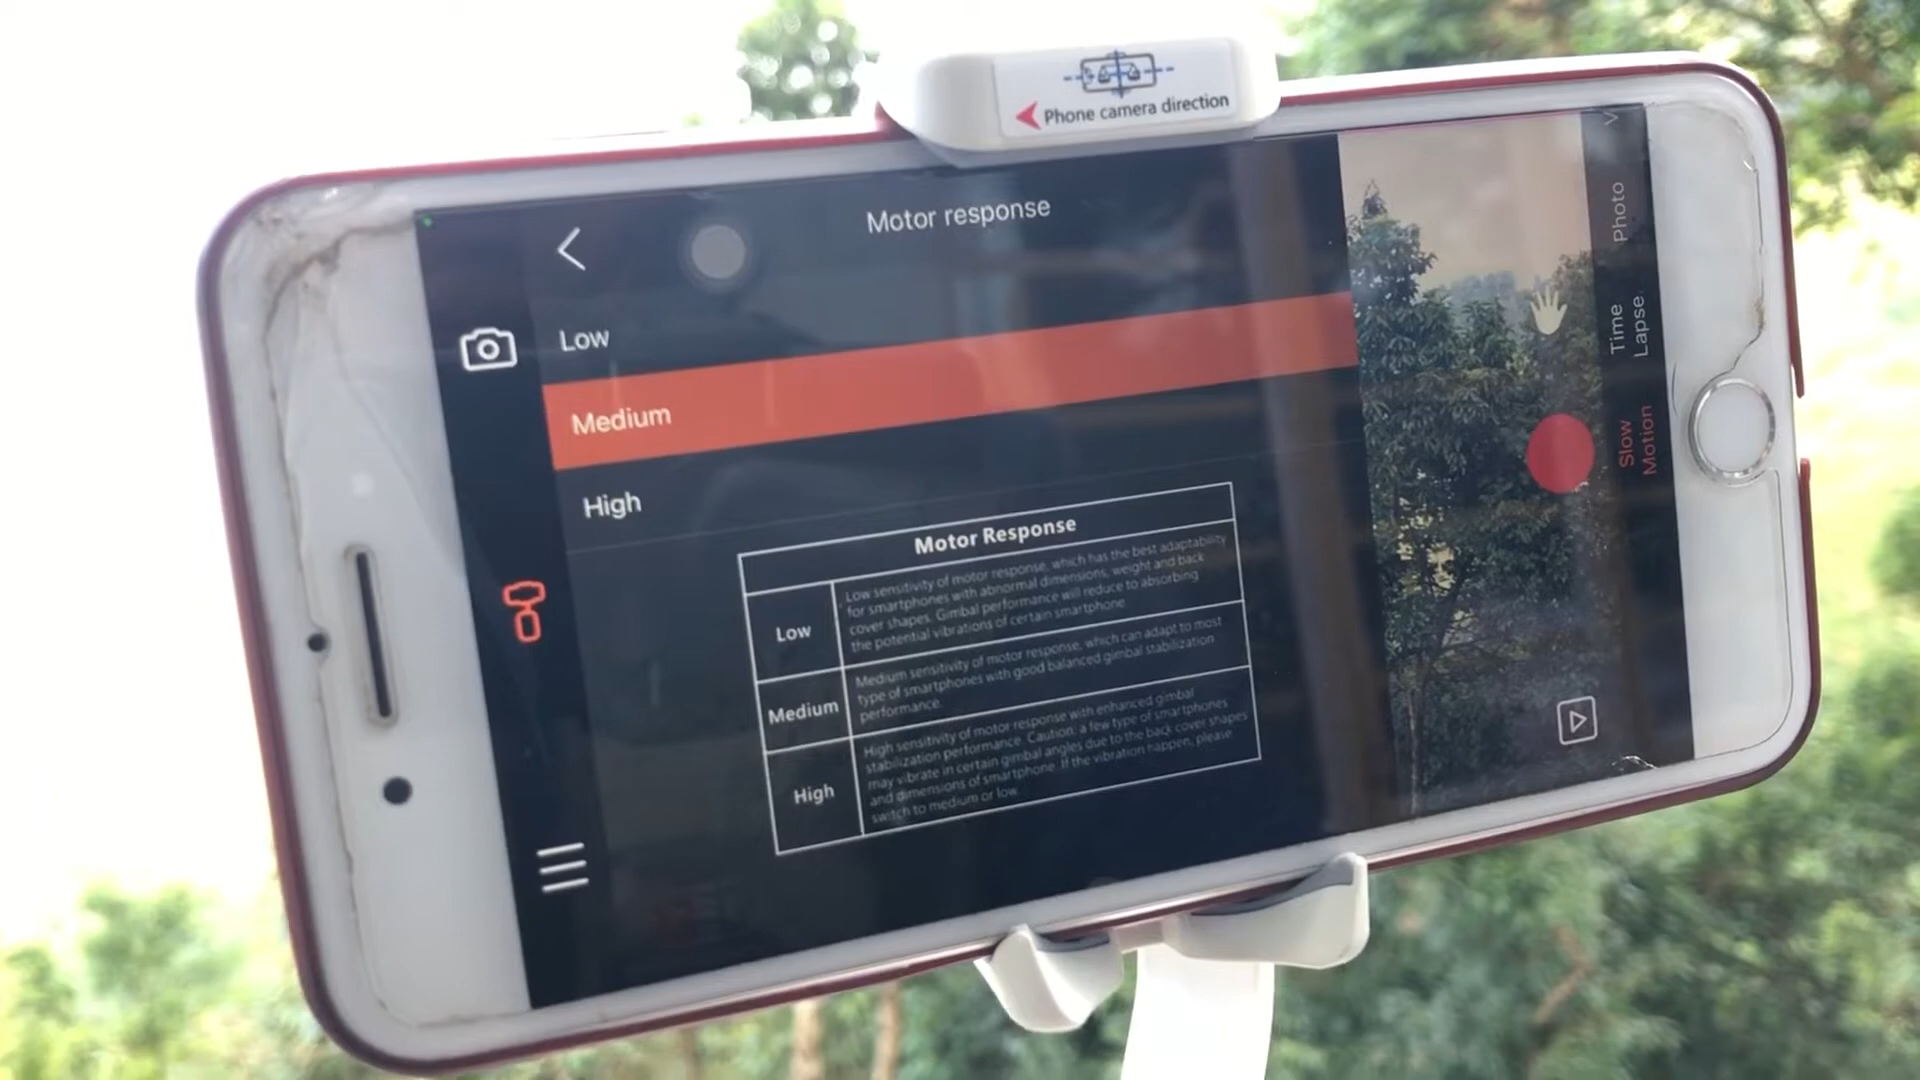 Phone camera direction
Motor response
Low
Medium
High
Motor Response
Low
Low sensitivity of motor response, which has the best adaptability
for smartphones with abnormal dimensions, weight and back
cover shapes. Gimbal performance will reduce to absorbing
the potential vibrations of certain smartphone
Medium
Medium sensitivity of motor response, which can adapt to most
type of smartphones with good balanced gimbal stabilization
performance.
High
High sensitivity of motor response with enhanced gimbal
stabilization performance. Caution: a few type of smartphones
may vibrate in certain gimbal angles due to the back cover shapes
and dimensions of smartphone. If the vibration happen, please
switch to medium or low.
Photo
Time
Lapse
Slow
Motion